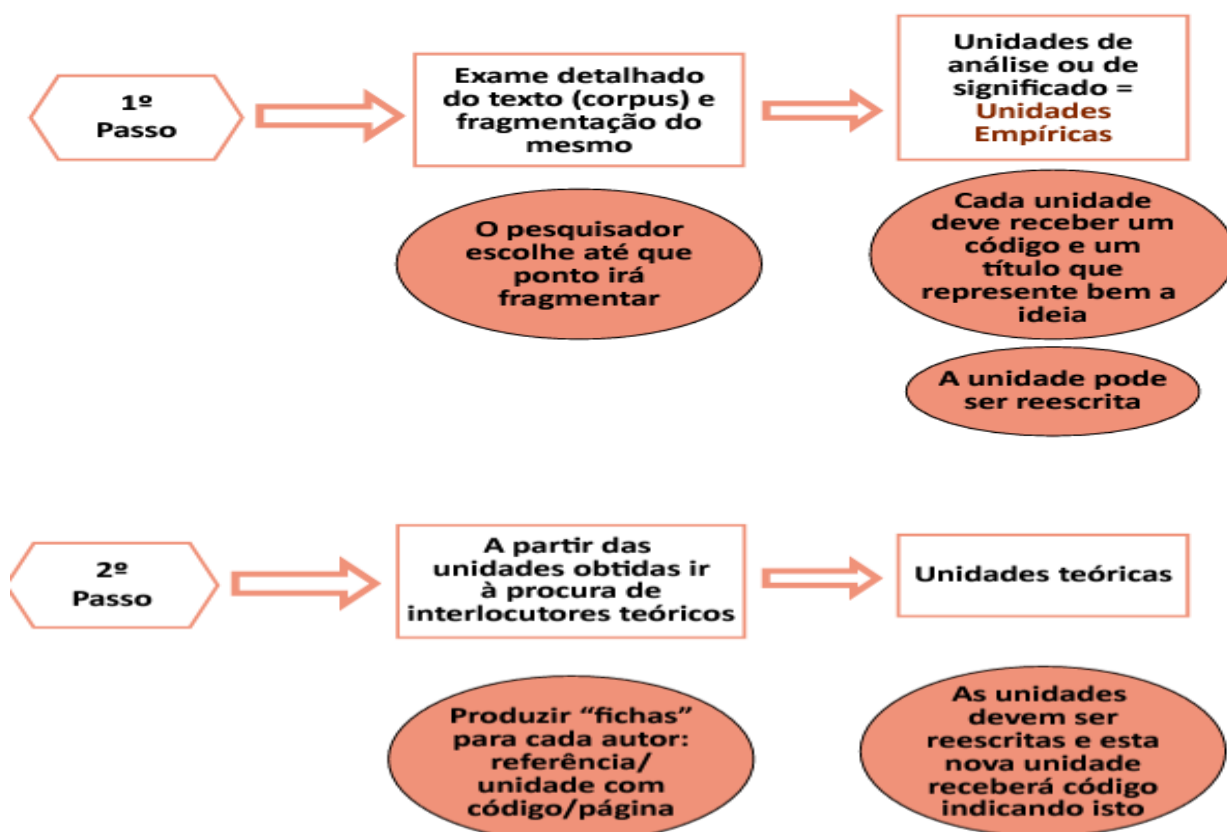 1º
Passo
Exame detalhado
do texto (corpus) e
fragmentação do
mesmo
Unidades de
análise ou de
significado =
Unidades
Empíricas
O pesquisador
escolhe até que
ponto irá
fragmentar
Cada unidade
deve receber um
código e um
título que
represente bem a
ideia
A unidade pode
ser reescrita
2º
Passo
A partir das
unidades obtidas ir
à procura de
interlocutores teóricos
Unidades teóricas
Produzir “fichas”
para cada autor:
referência/
unidade com
código/página
As unidades
devem ser
reescritas e esta
nova unidade
receberá código
indicando isto